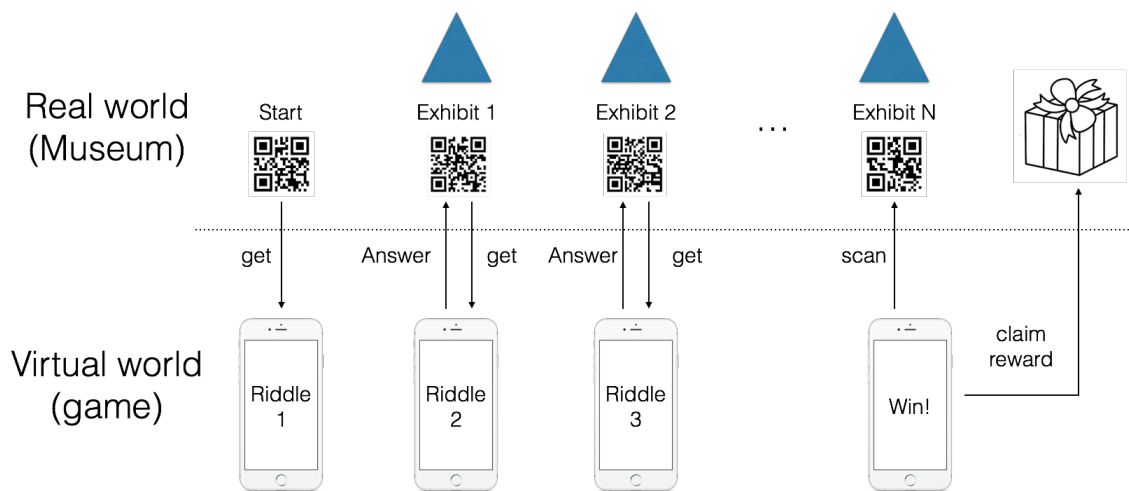 Real world
(Museum)
Start
Exhibit 1
Exhibit 2
...
Exhibit N
get
Answer
get
Answer
get
scan
claim
reward
Virtual world
(game)
Riddle
1
Riddle
2
Riddle
3
Win!